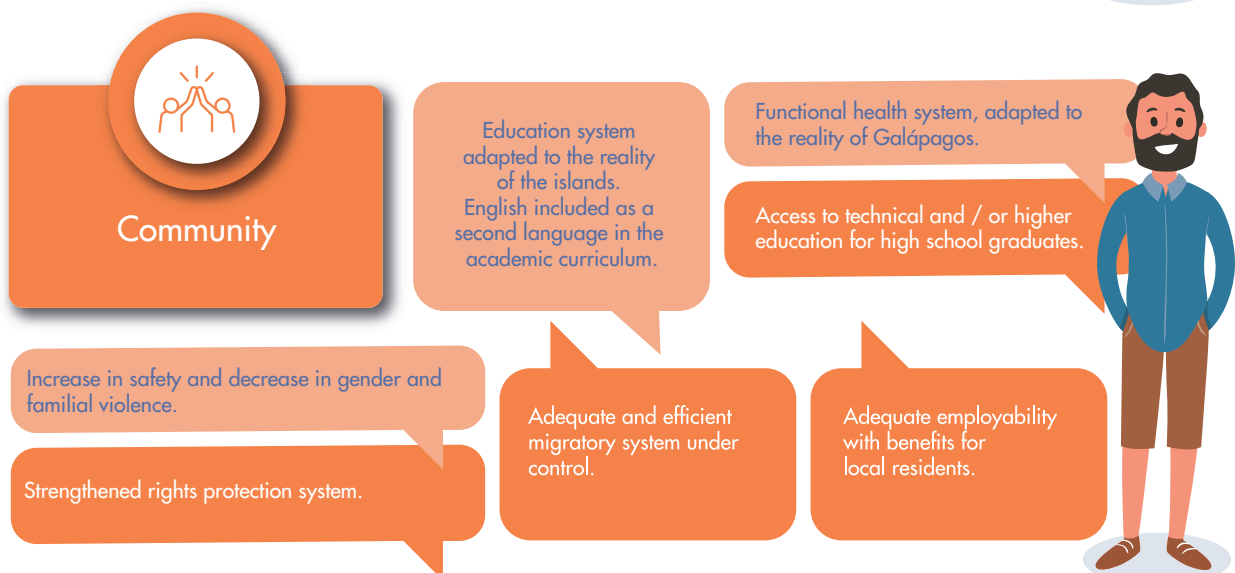 Community
Education system
adapted to the reality
of the islands.
English included as a
second language in the
academic curriculum.
Functional health system, adapted to
the reality of Galápagos.
Access to technical and / or higher
education for high school graduates.
Increase in safety and decrease in gender and
familial violence.
Strengthened rights protection system.
Adequate and efficient
migratory system under
control.
Adequate employability
with benefits for
local residents.